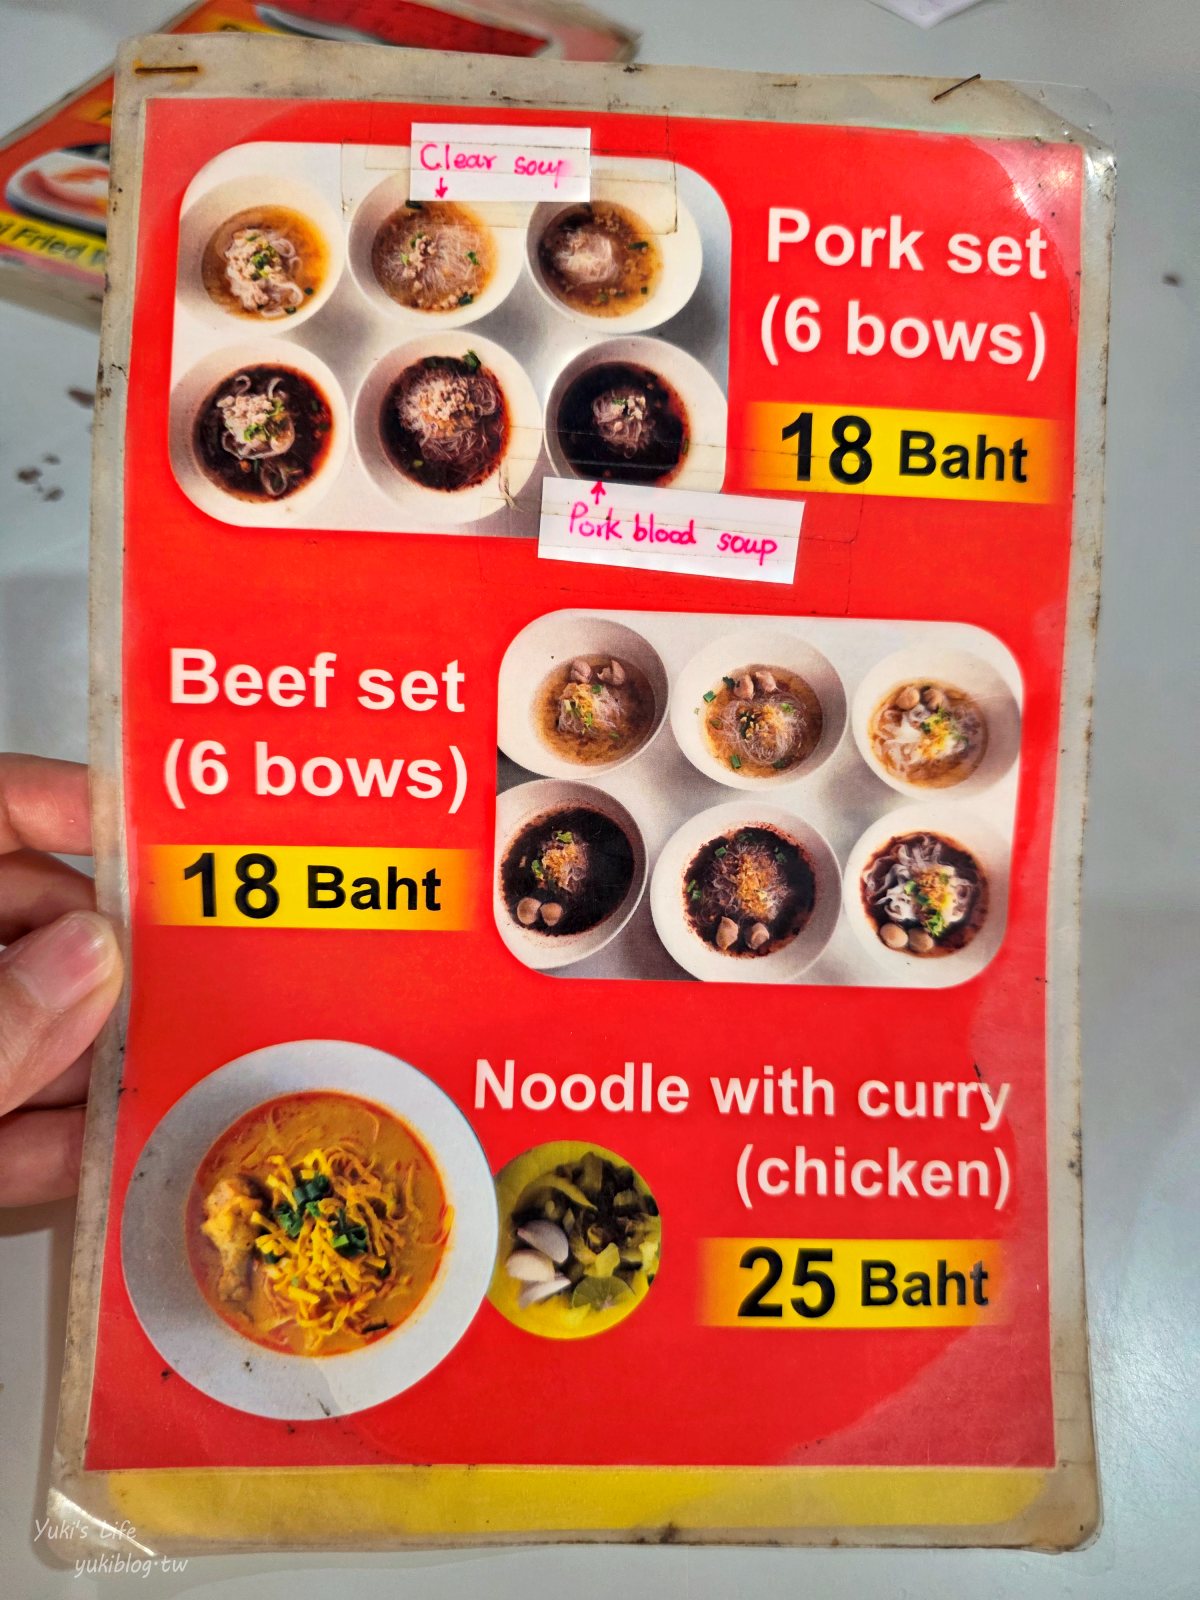 Clear soup
Pork set
(6 bows)
18 Baht
Pork blood soup
Beef set
(6 bows)
18 Baht
Noodle with curry
(chicken)
25 Baht
Fried
Yuki's Life
yukiblog.tw